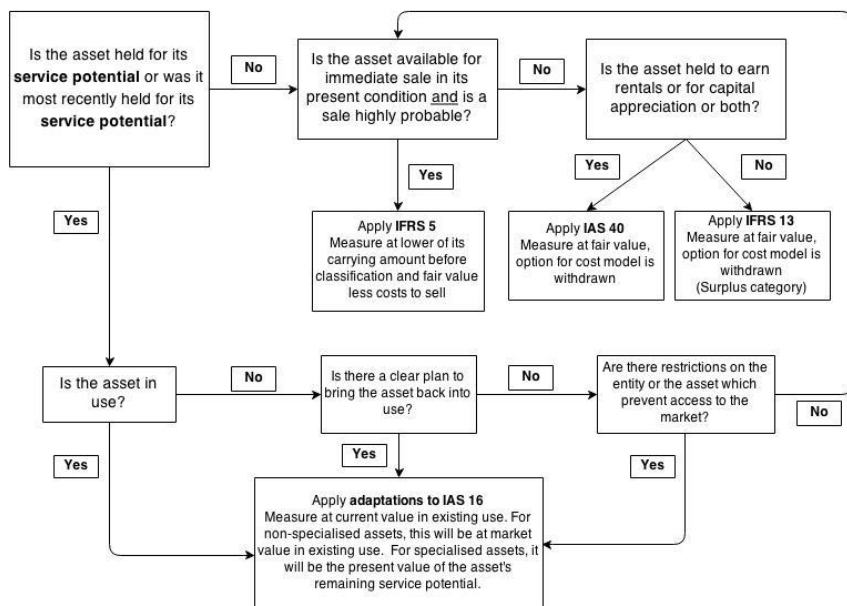 Is the asset held for its
service potential or was it
most recently held for its
service potential?
No
Is the asset available for
immediate sale in its
present condition and is a
sale highly probable?
No
Is the asset held to earn
rentals or for capital
appreciation or both?
Yes
Yes
Yes
No
Apply IFRS 5
Measure at lower of its
carrying amount before
classification and fair value
less costs to sell
Apply IAS 40
Measure at fair value,
option for cost model is
withdrawn
Apply IFRS 13
Measure at fair value,
option for cost model is
withdrawn
(Surplus category)
Is the asset in
use?
No
Is there a clear plan to
bring the asset back into
use?
No
Are there restrictions on the
entity or the asset which
prevent access to the
market?
No
Yes
Yes
Yes
Apply adaptations to IAS 16
Measure at current value in existing use. For
non-specialised assets, this will be at market
value in existing use. For specialised assets, it
will be the present value of the asset's
remaining service potential.